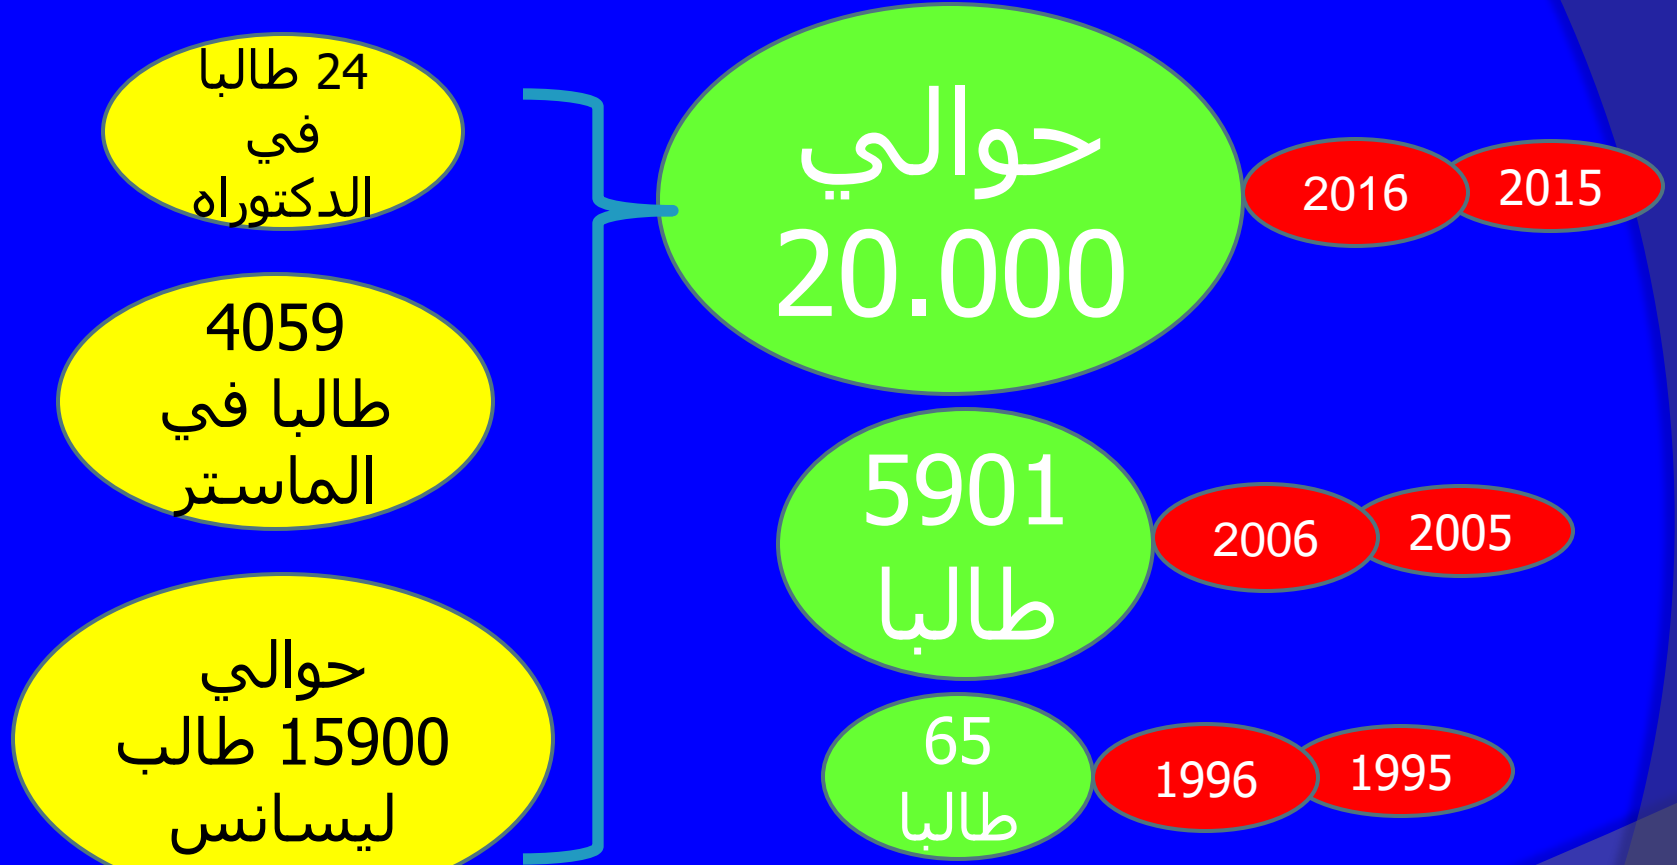 2015
2016
حوالي
20.000
24 طالبا
في
الدكتوراه
4059
طالبا في
الماستر
حوالي
15900 طالب
ليسانس
2005
2006
5901
طالبا
1995
1996
65
طالبا